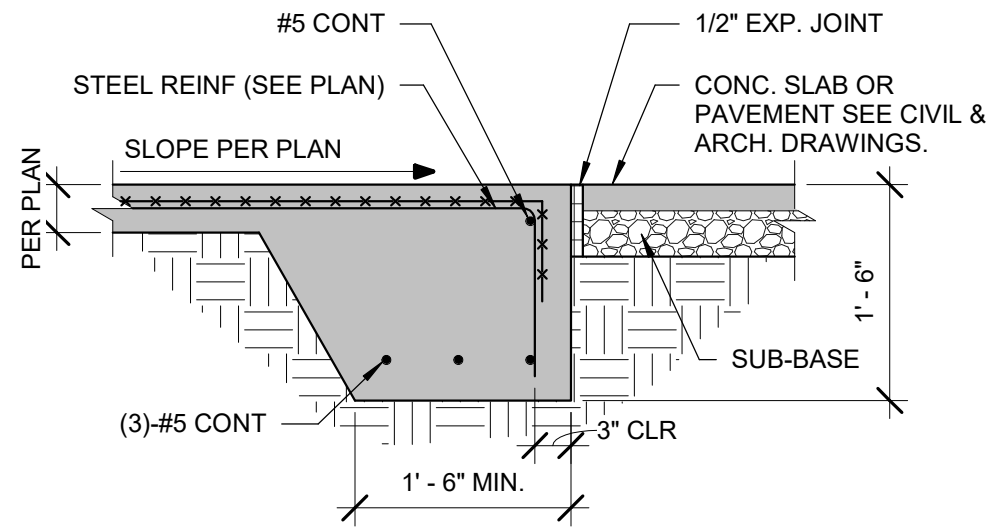 #5 CONT
1/2" EXP. JOINT
STEEL REINF (SEE PLAN)
CONC. SLAB OR
PAVEMENT SEE CIVIL &
ARCH. DRAWINGS.
SLOPE PER PLAN
PER PLAN
1' - 6"
SUB-BASE
(3)-#5 CONT
3" CLR
1' - 6" MIN.